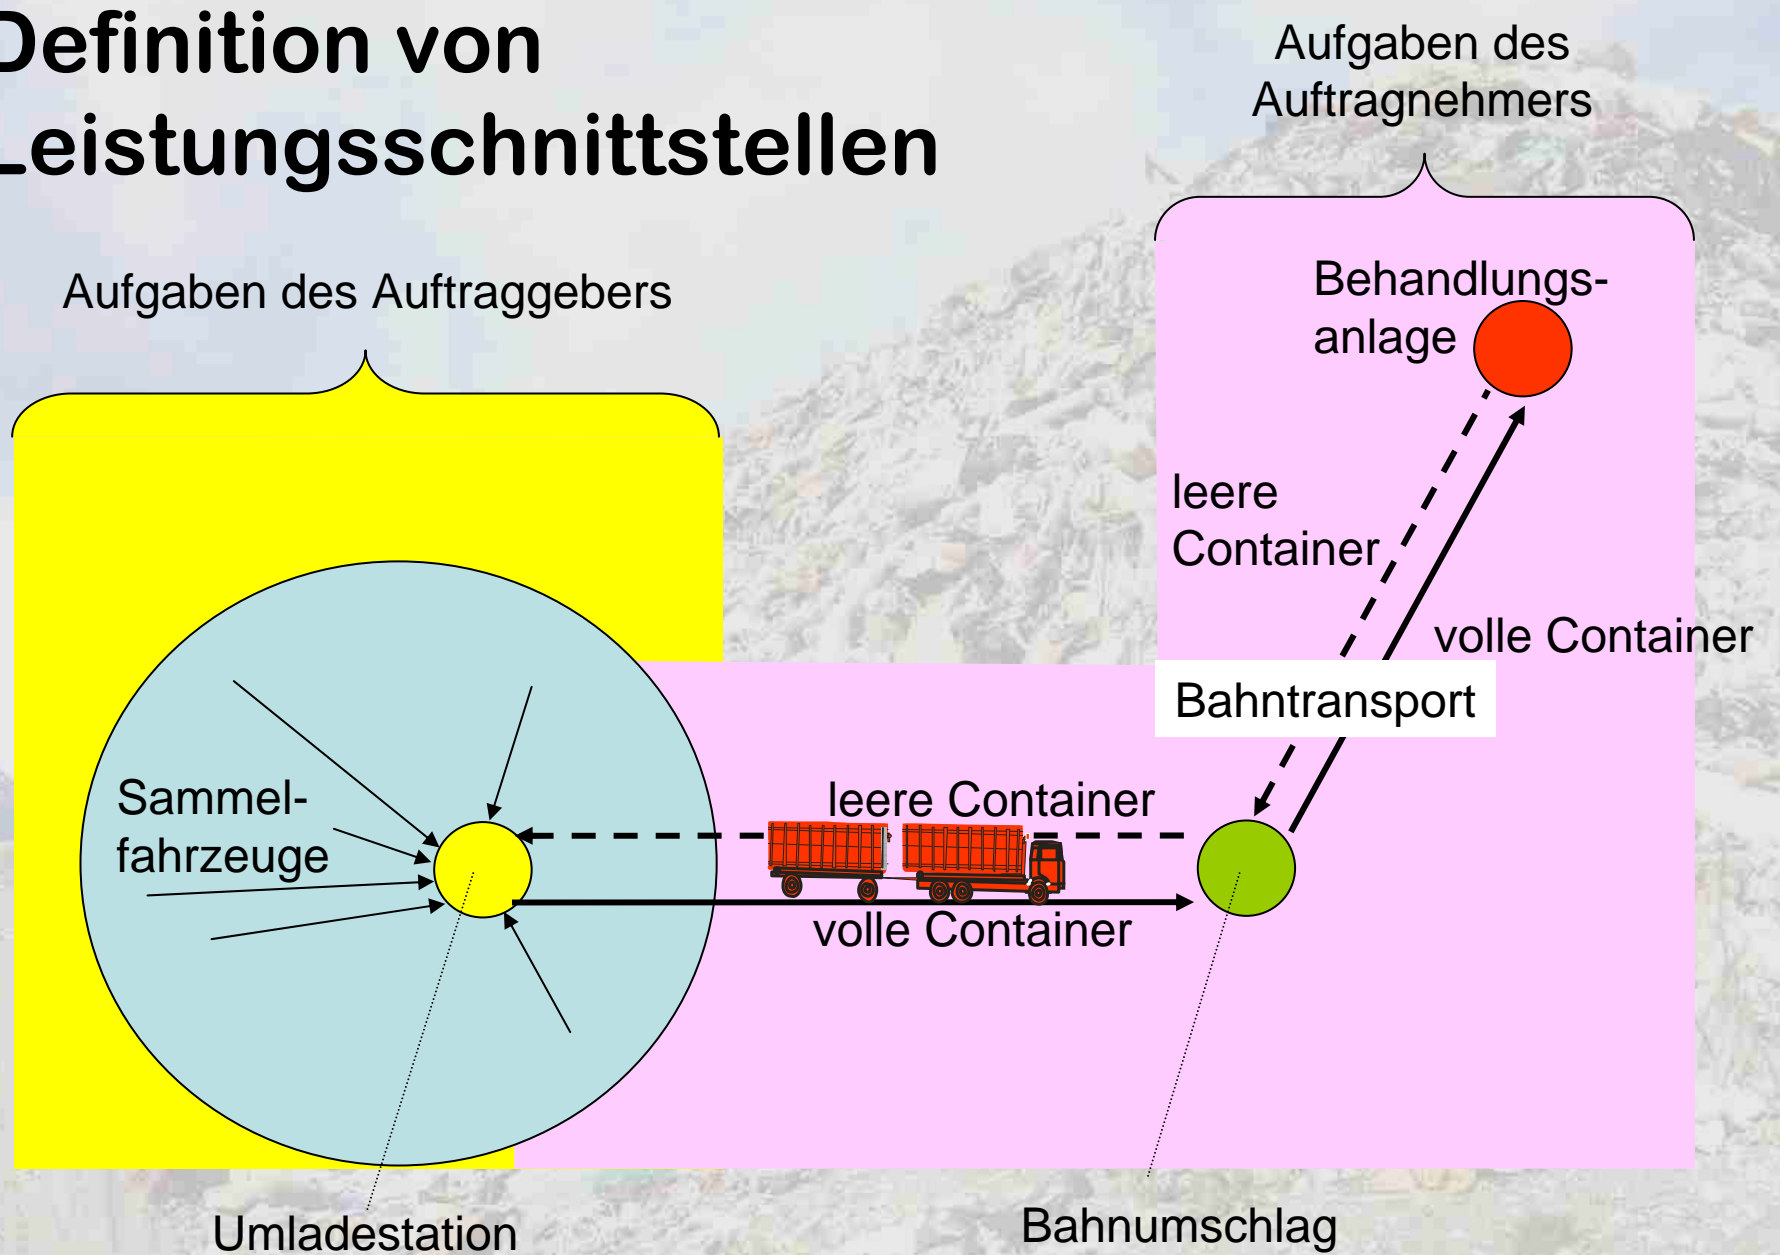 Definition von
Leistungsschnittstellen
Aufgaben des
Auftragnehmers
Aufgaben des Auftraggebers
Behandlungs-
anlage
leere
Container
volle Container
Bahntransport
Sammel-
fahrzeuge
leere Container
volle Container
Umladestation
Bahnumschlag